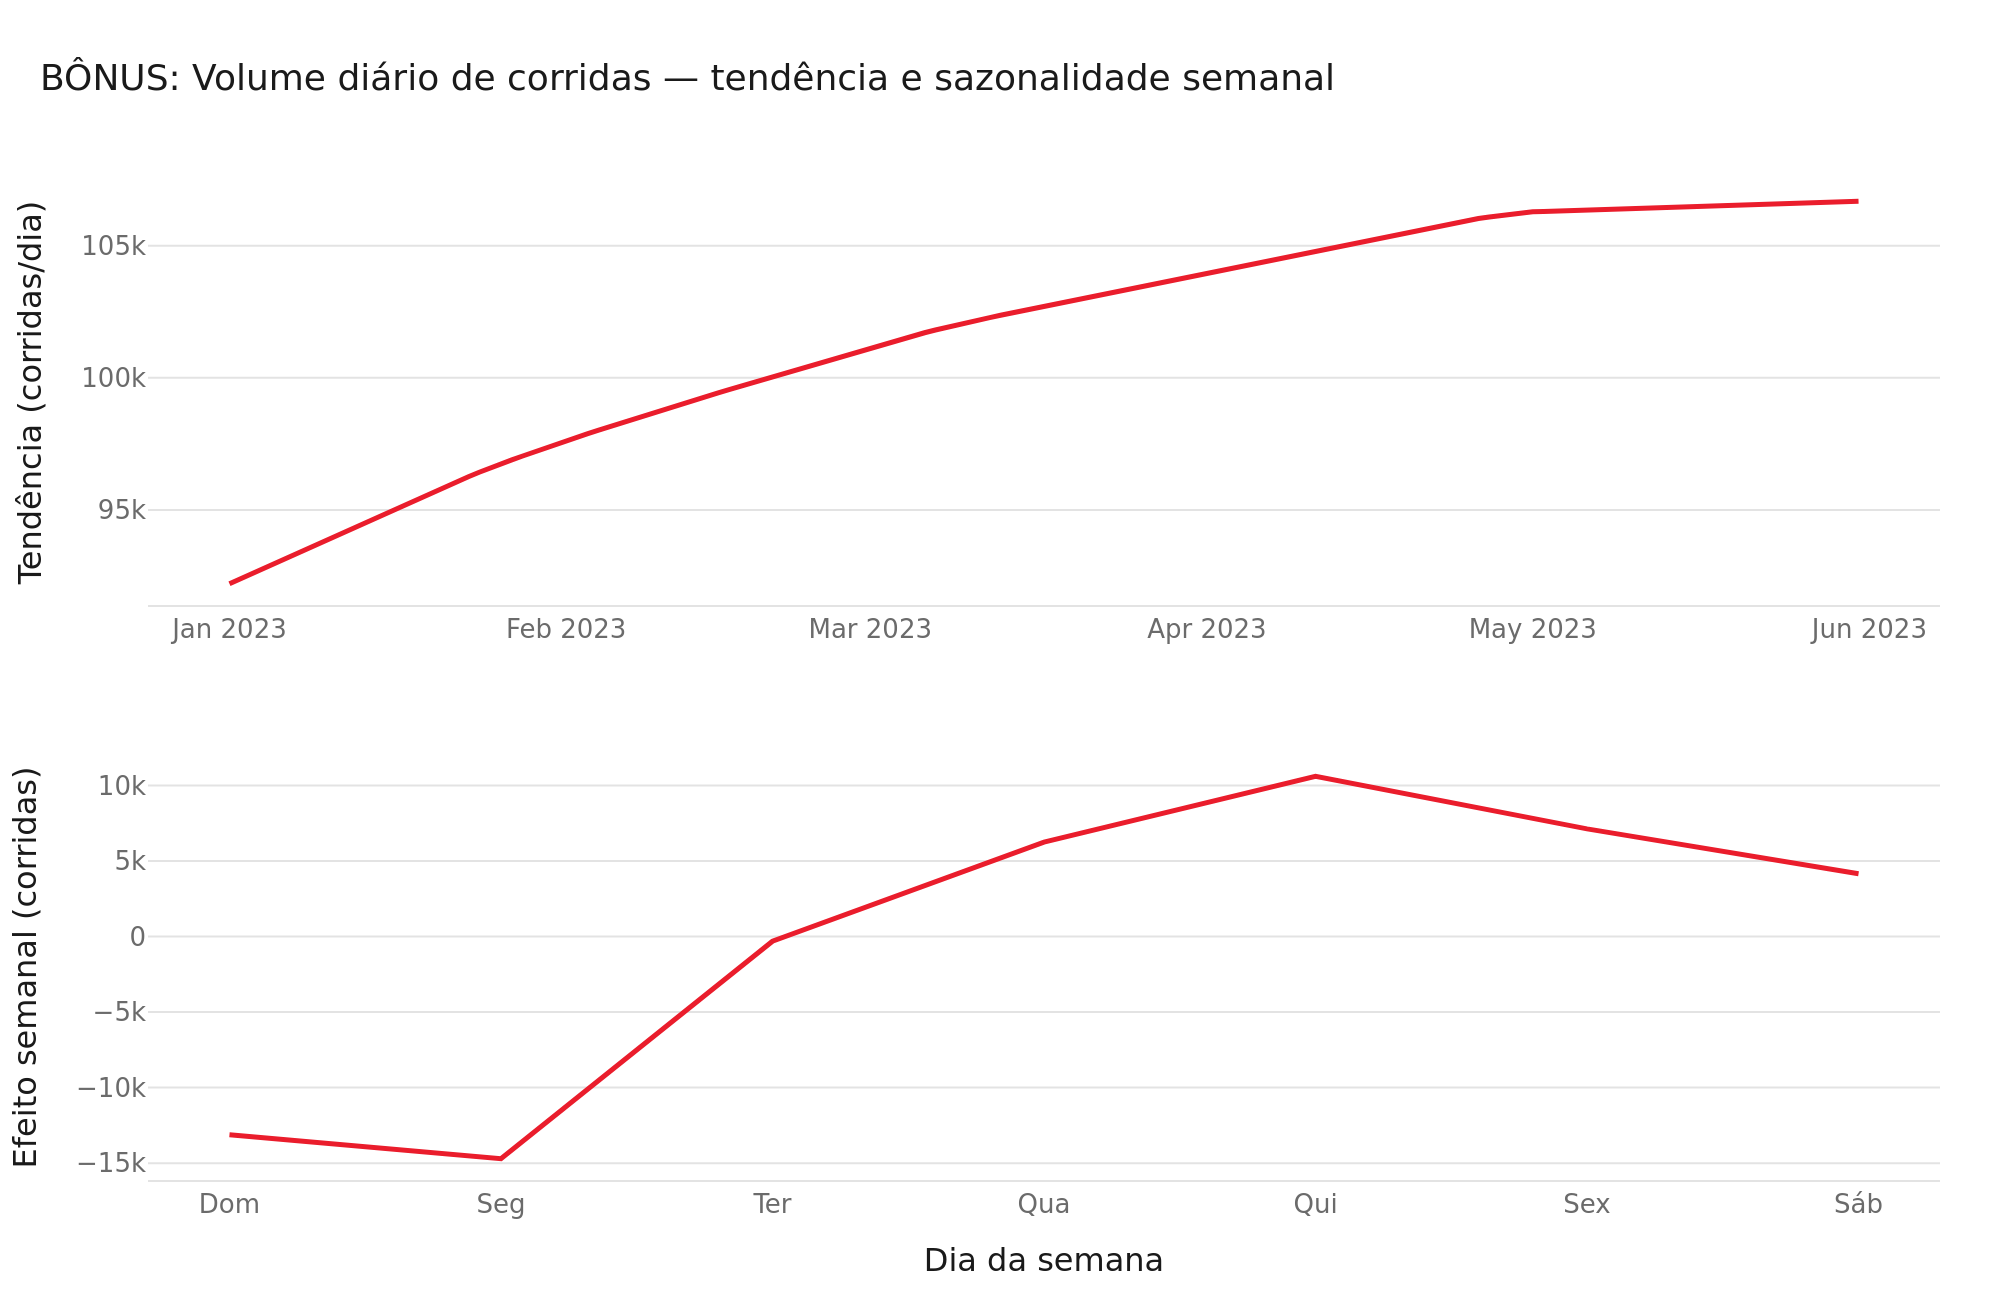 BÔNUS: Volume diário de corridas — tendência e sazonalidade semanal
Tendência (corridas/dia)
105k
100k
95k
Jan 2023 Feb 2023 Mar 2023 Apr 2023 May 2023 Jun 2023
Efeito semanal (corridas)
10k
5k
0
−5k
−10k
−15k
Dom Seg Ter Qua Qui Sex Sáb
Dia da semana